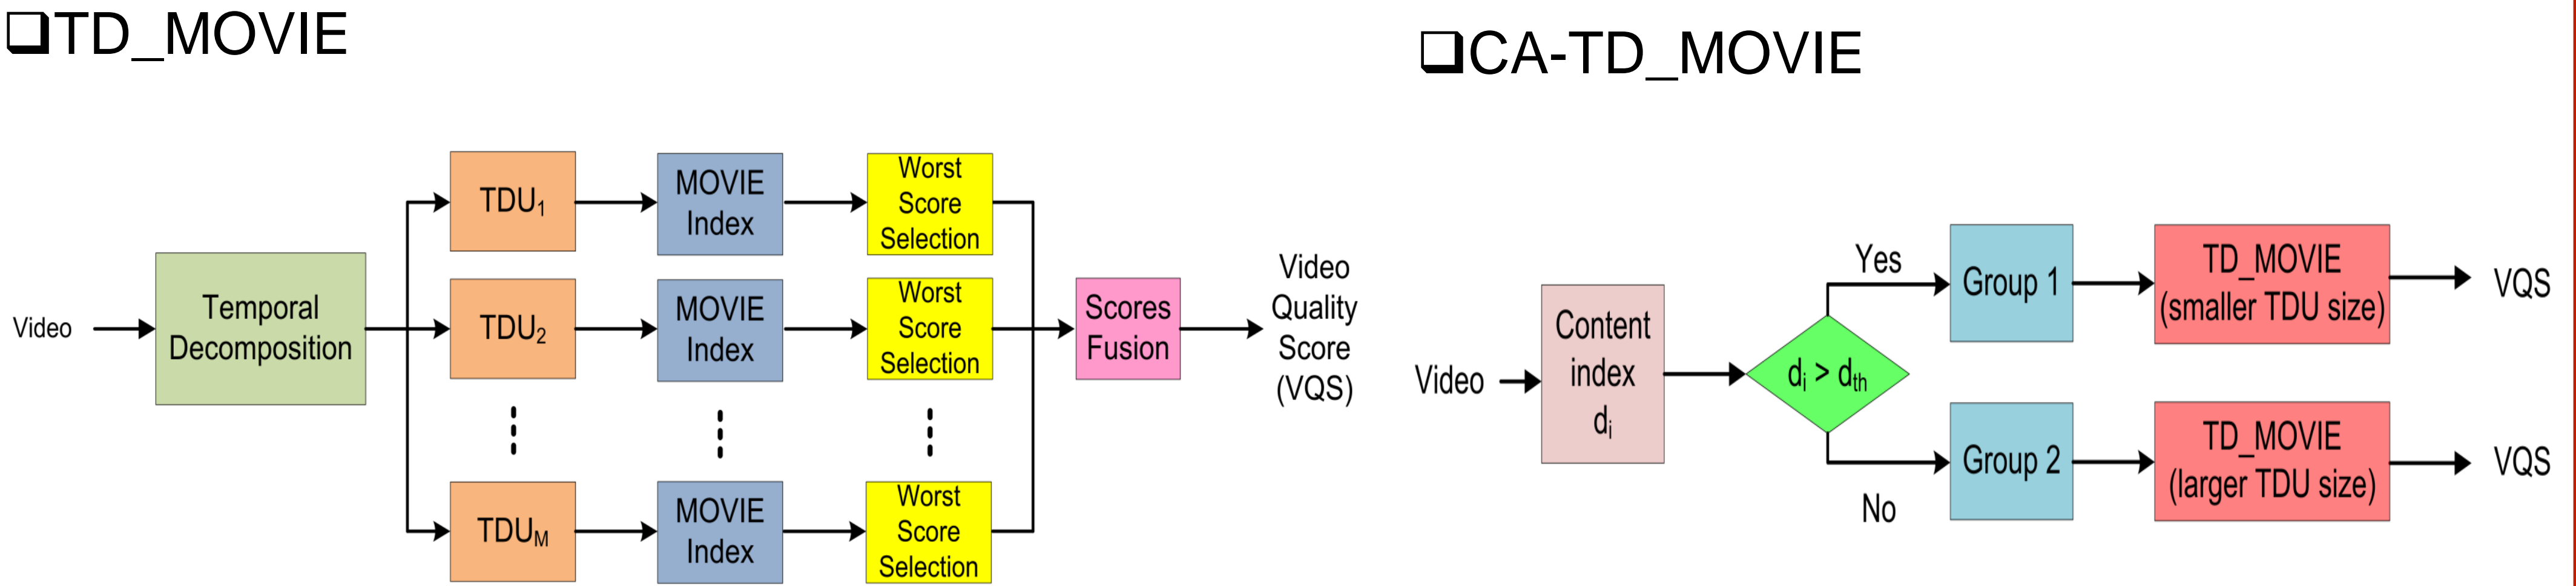 ❑TD_MOVIE
Video
Temporal
Decomposition
TDU₁
MOVIE
Index
Worst
Score
Selection
TDU₂
MOVIE
Index
Worst
Score
Selection
TDU_M
MOVIE
Index
Worst
Score
Selection
Scores
Fusion
Video
Quality
Score
(VQS)
❑CA-TD_MOVIE
Video
Content
index
dᵢ
dᵢ > d_th
Yes
Group 1
TD_MOVIE
(smaller TDU size)
VQS
No
Group 2
TD_MOVIE
(larger TDU size)
VQS